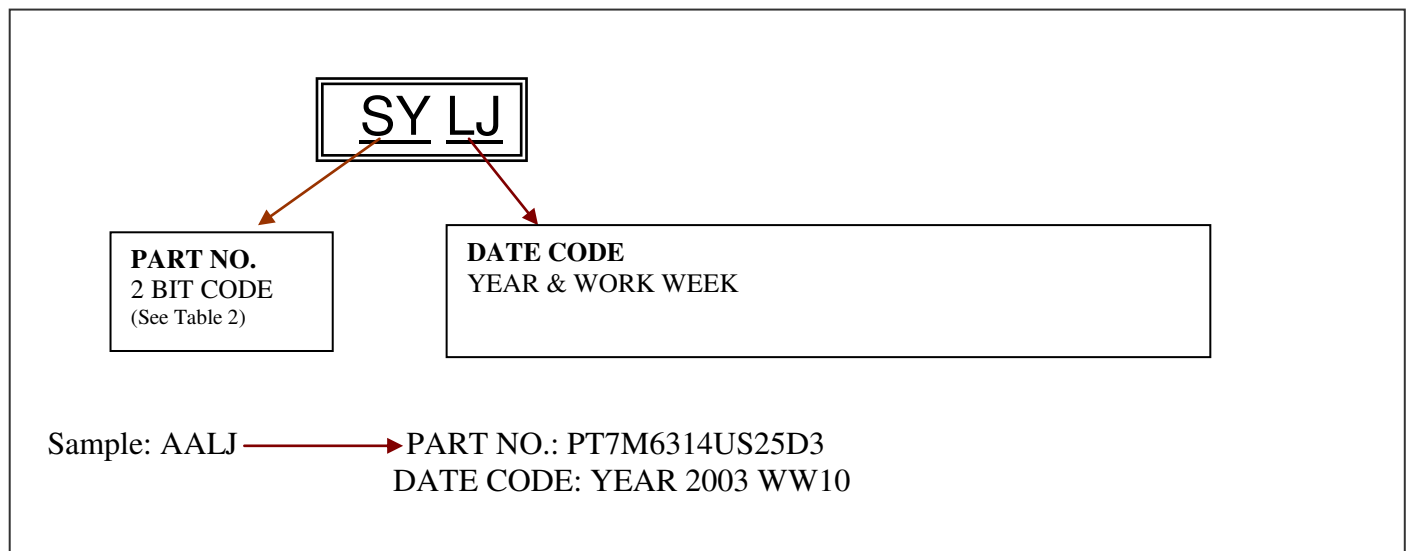 SY LJ
PART NO.
2 BIT CODE
(See Table 2)
DATE CODE
YEAR & WORK WEEK
Sample: AALJ PART NO.: PT7M6314US25D3
DATE CODE: YEAR 2003 WW10